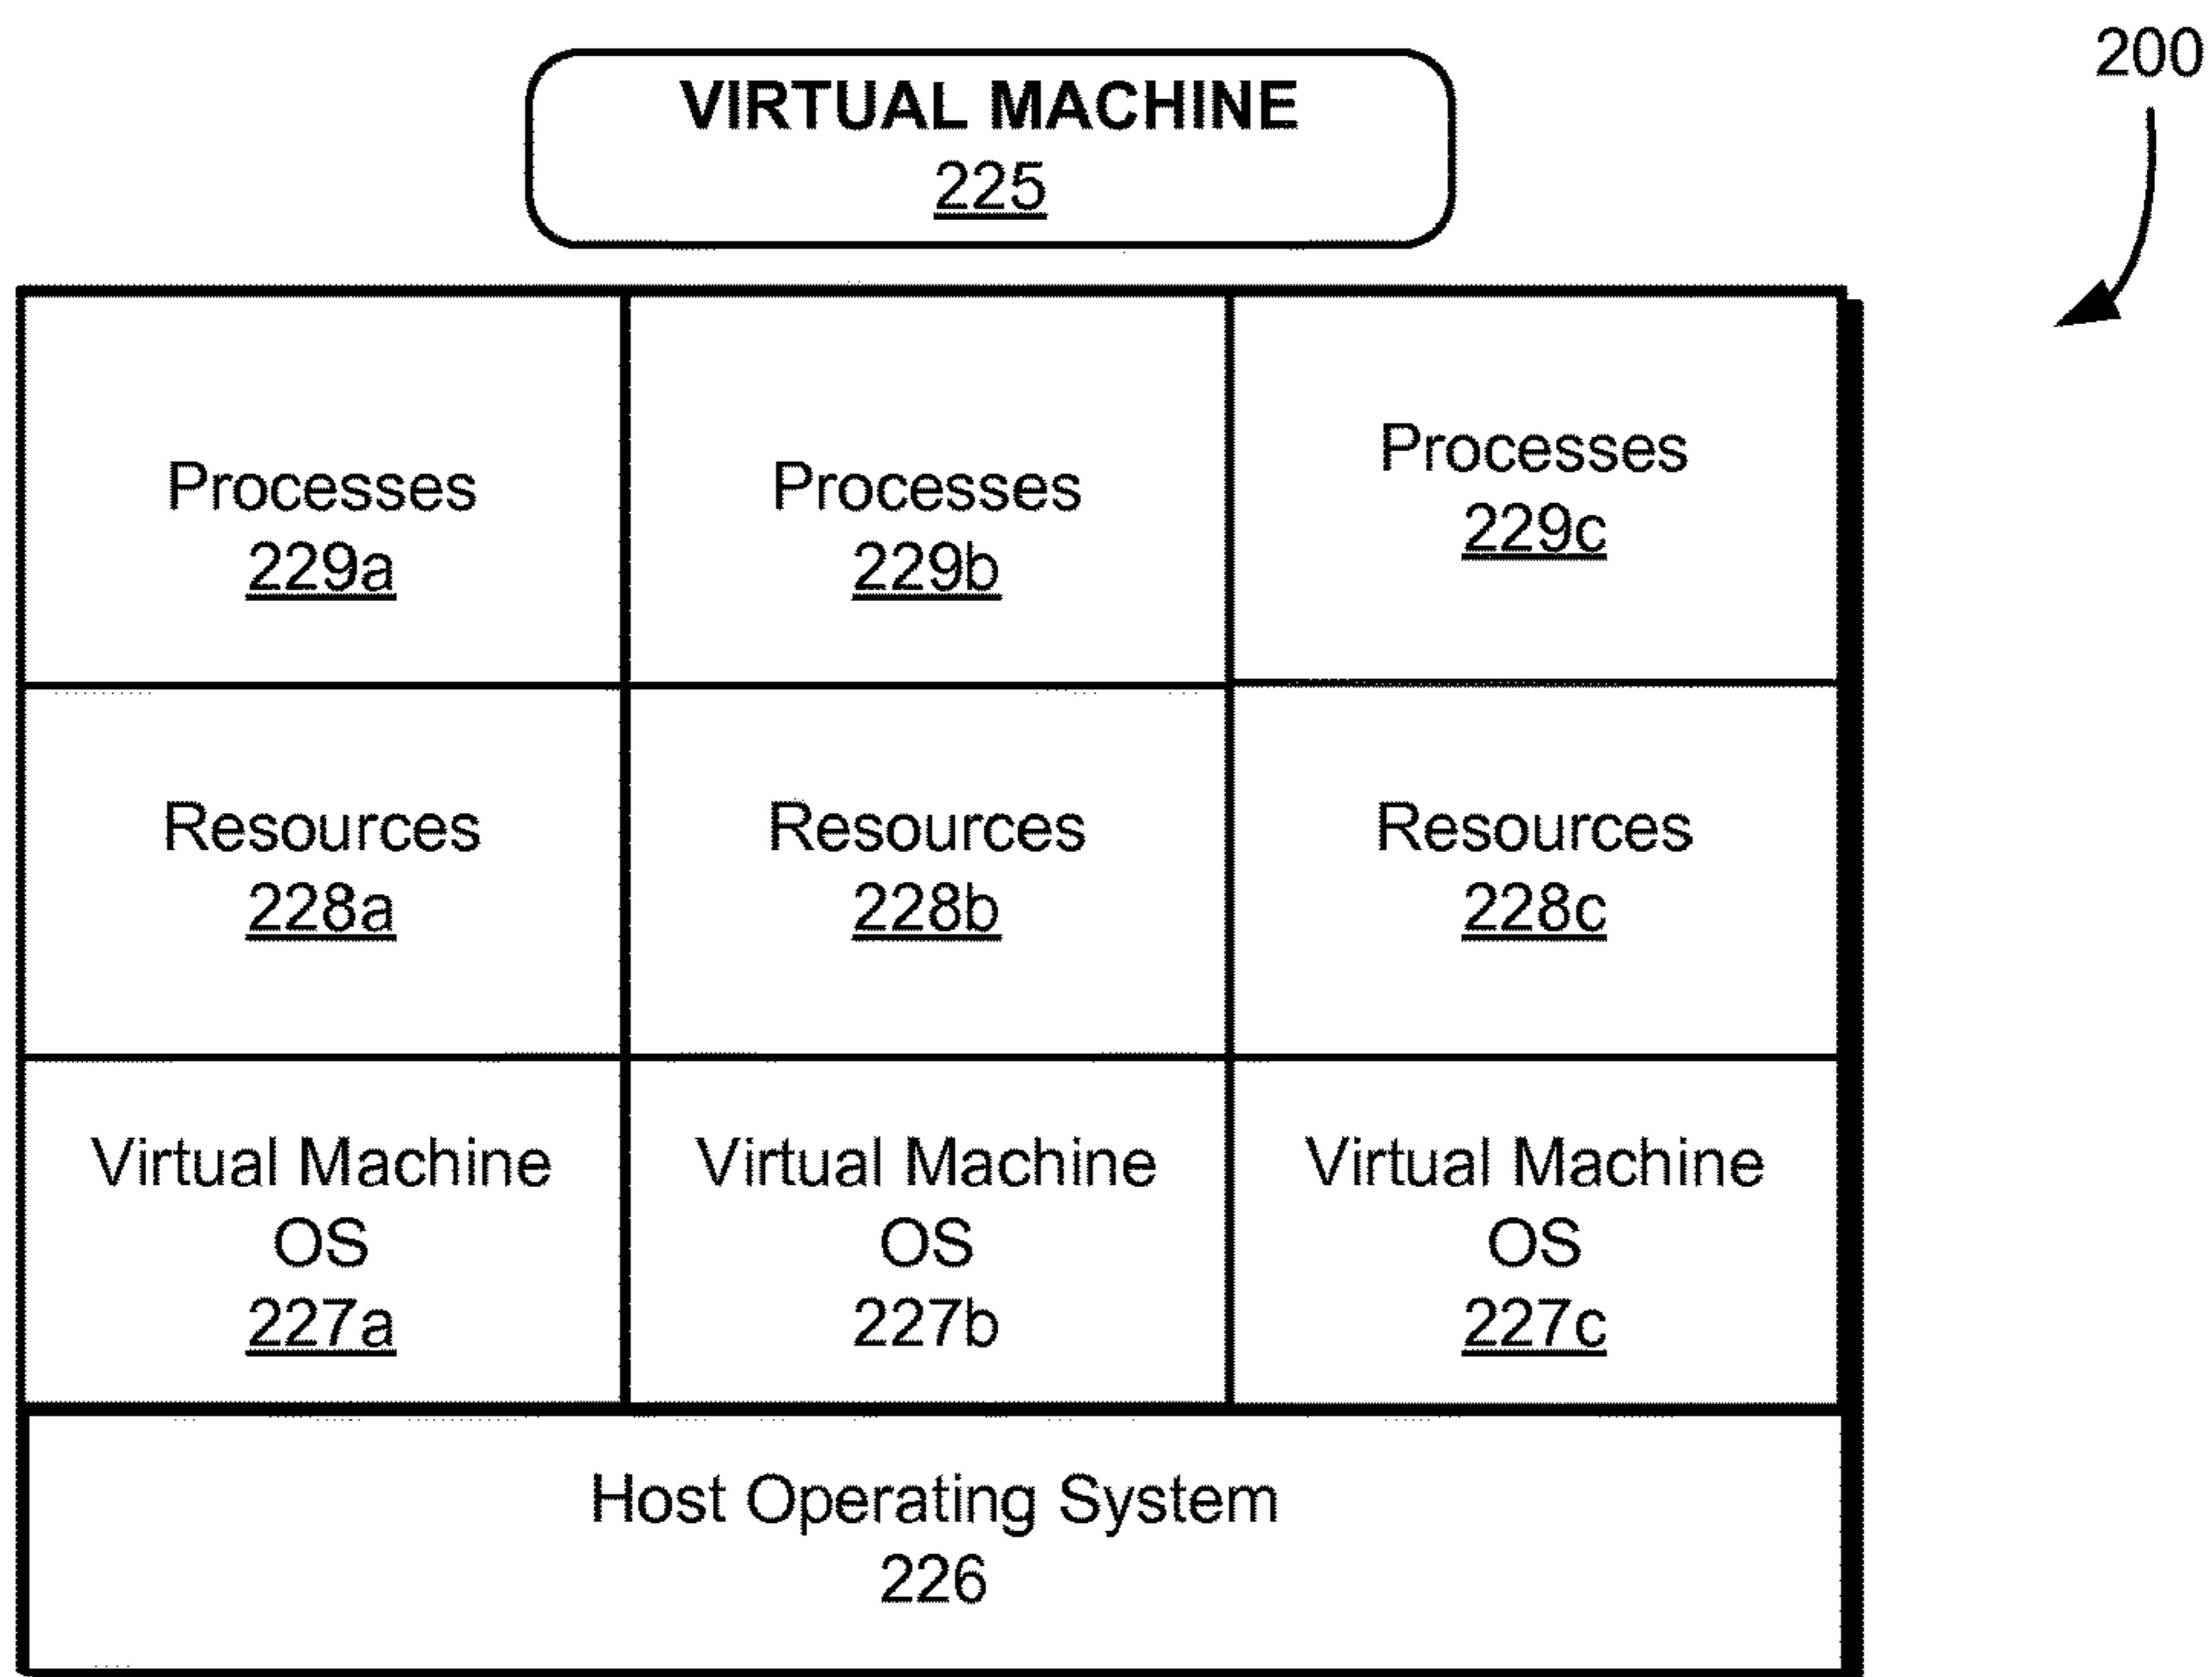 200
VIRTUAL MACHINE
225
Processes
229a
Processes
229b
Processes
229c
Resources
228a
Resources
228b
Resources
228c
Virtual Machine
OS
227a
Virtual Machine
OS
227b
Virtual Machine
OS
227c
Host Operating System
226